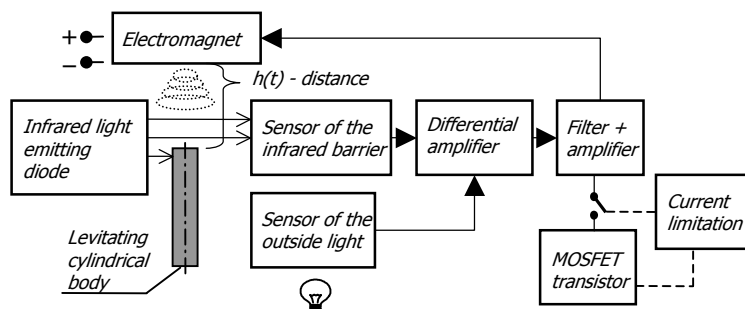 +
−
Electromagnet
h(t) - distance
Infrared light
emitting
diode
Sensor of the
infrared barrier
Differential
amplifier
Filter +
amplifier
Sensor of the
outside light
Current
limitation
MOSFET
transistor
Levitating
cylindrical
body